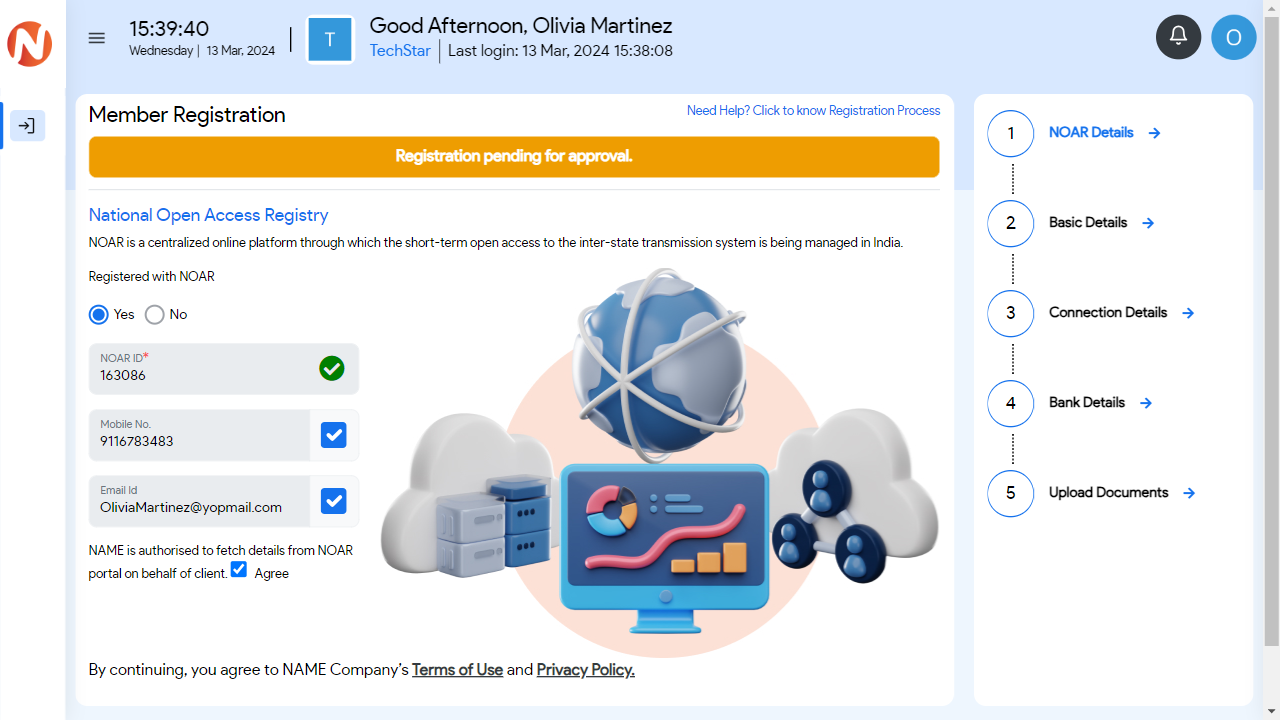 15:39:40
Wednesday | 13 Mar, 2024
T
Good Afternoon, Olivia Martinez
TechStar
Last login: 13 Mar, 2024 15:38:08
O
Member Registration
Need Help? Click to know Registration Process
Registration pending for approval.
National Open Access Registry
NOAR is a centralized online platform through which the short-term open access to the inter-state transmission system is being managed in India.
Registered with NOAR
Yes
No
NOAR ID*
163086
Mobile No.
9116783483
Email Id
OliviaMartinez@yopmail.com
NAME is authorised to fetch details from NOAR
portal on behalf of client. Agree
By continuing, you agree to NAME Company's Terms of Use and Privacy Policy.
1 NOAR Details
2 Basic Details
3 Connection Details
4 Bank Details
5 Upload Documents